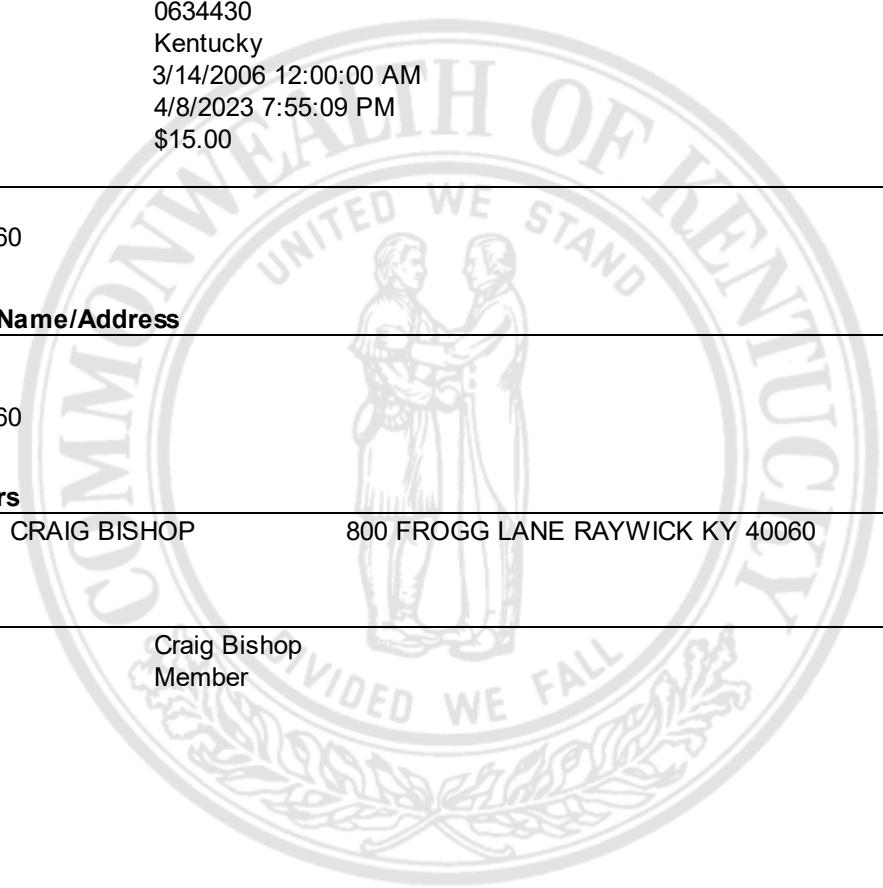 0634430
Kentucky
3/14/2006 12:00:00 AM
4/8/2023 7:55:09 PM
$15.00
60
Name/Address
60
rs
CRAIG BISHOP 800 FROGG LANE RAYWICK KY 40060
Craig Bishop
Member
COMMONWEALTH OF KENTUCKY
UNITED WE STAND
DIVIDED WE FALL